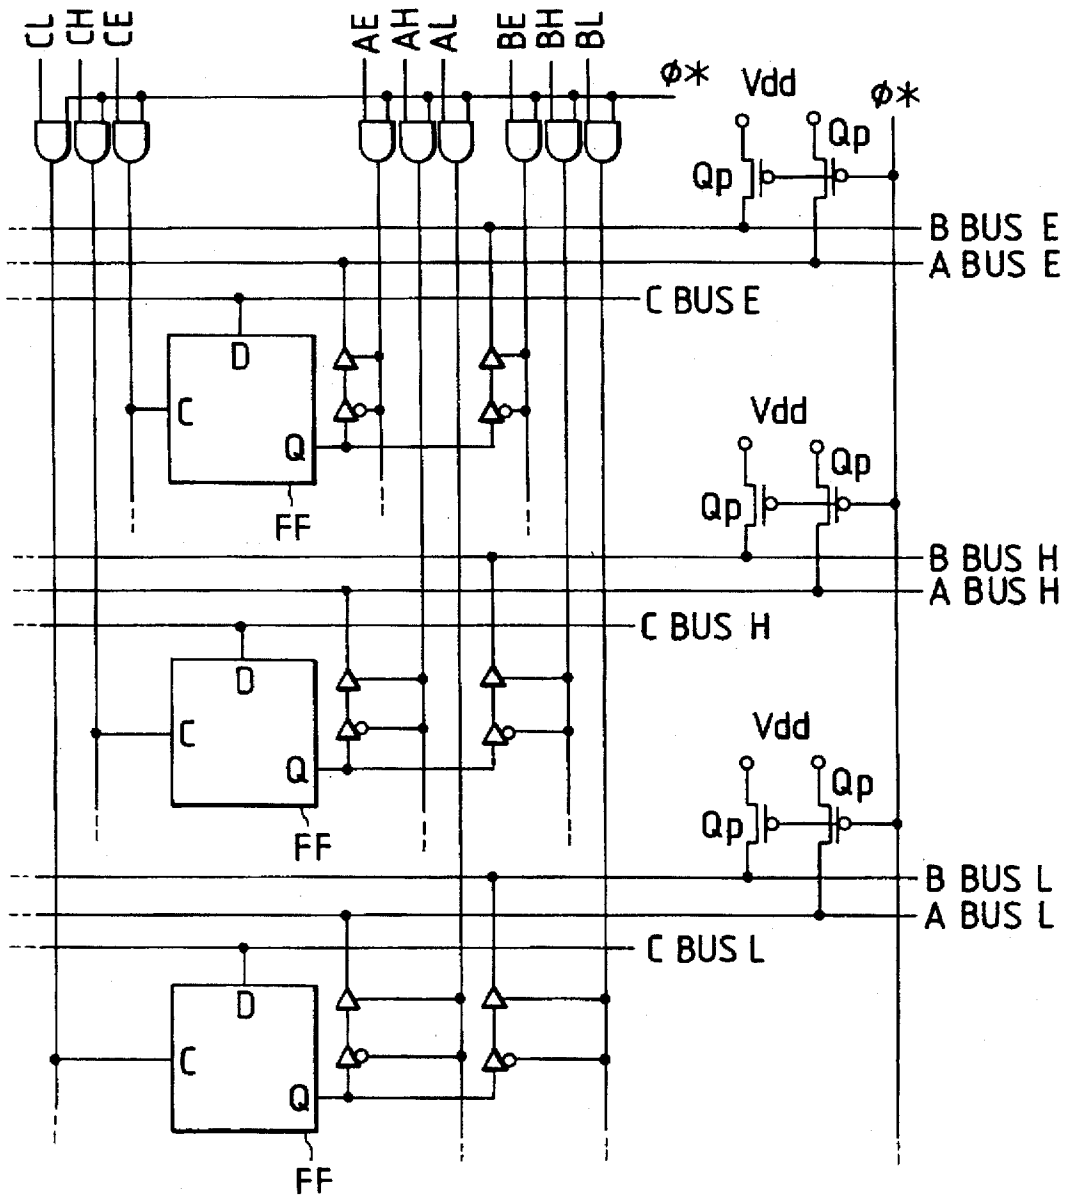 CL CH CE AE AH AL BE BH BL
Ø* Vdd Ø*
Qp
Qp
B BUS E
A BUS E
C BUS E
D
C
Q
FF
Vdd
Qp
Qp
B BUS H
A BUS H
C BUS H
D
C
Q
FF
Vdd
Qp
Qp
B BUS L
A BUS L
C BUS L
D
C
Q
FF